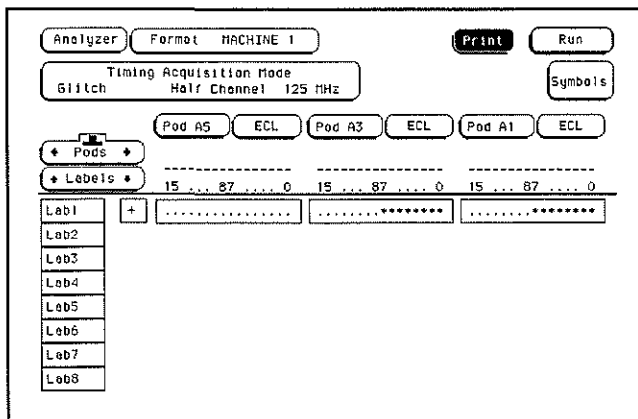 Analyzer Format MACHINE 1 Print Run
Timing Acquisition Mode
Glitch Half Channel 125 MHz
Symbols
Pod A5 ECL Pod A3 ECL Pod A1 ECL
Pods
Labels
15 ... 87 .... 0 15 ... 87 .... 0 15 ... 87 .... 0
Lab1 + ................ ........******** ........********
Lab2
Lab3
Lab4
Lab5
Lab6
Lab7
Lab8